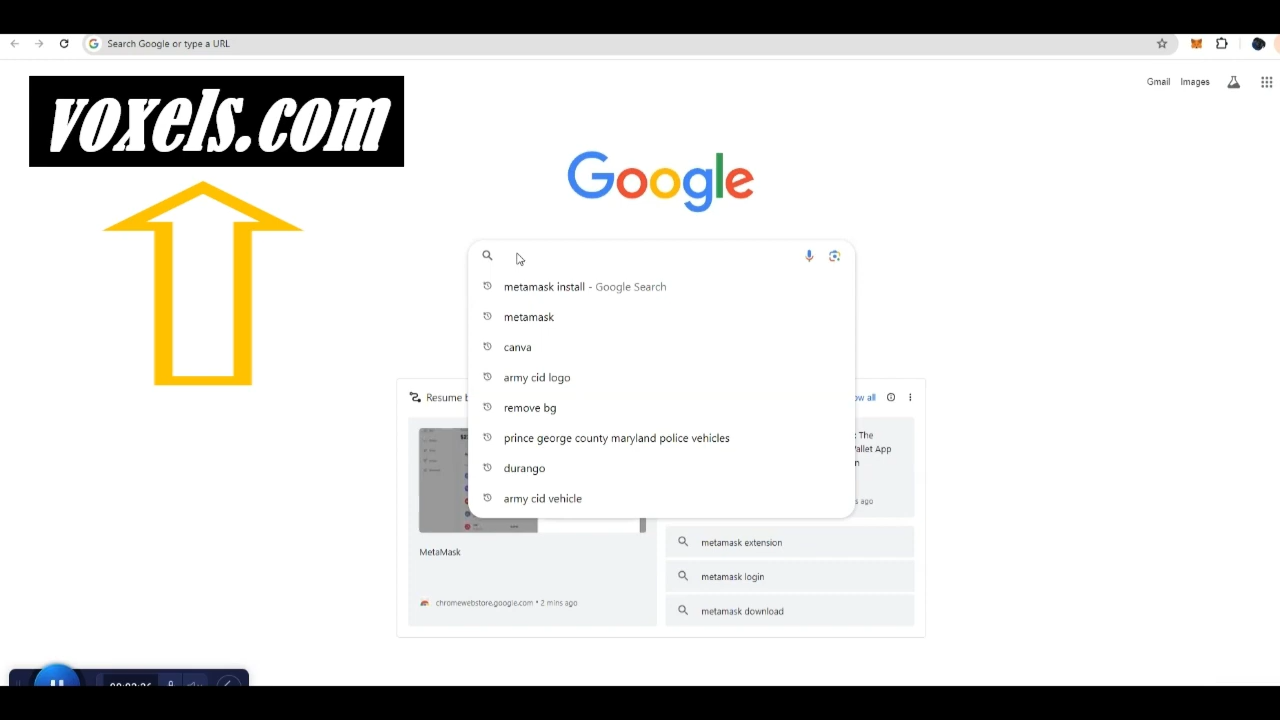 Search Google or type a URL
Gmail Images
voxels.com
Google
metamask install - Google Search
metamask
canva
army cid logo
remove bg
prince george county maryland police vehicles
durango
army cid vehicle
Resume
: The
allet App
MetaMask
chromewebstore.google.com • 2 mins ago
metamask extension
metamask login
metamask download